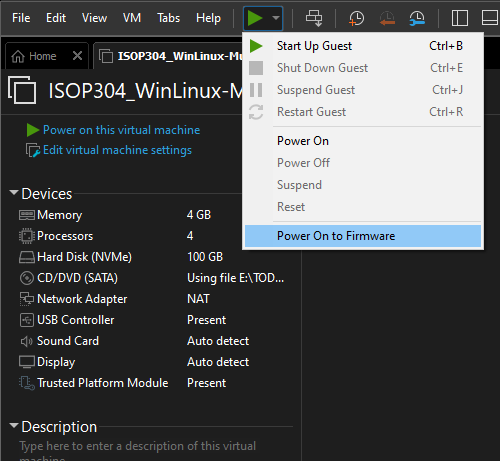 File Edit View VM Tabs Help
Home
ISOP304_WinLinux-Mu
ISOP304_WinLinux-M
Start Up Guest Ctrl+B
Shut Down Guest Ctrl+E
Suspend Guest Ctrl+J
Restart Guest Ctrl+R
Power On
Power Off
Suspend
Reset
Power On to Firmware
Power on this virtual machine
Edit virtual machine settings
Devices
Memory 4 GB
Processors 4
Hard Disk (NVMe) 100 GB
CD/DVD (SATA) Using file E:\TOD...
Network Adapter NAT
USB Controller Present
Sound Card Auto detect
Display Auto detect
Trusted Platform Module Present
Description
Type here to enter a description of this virtual
machine.